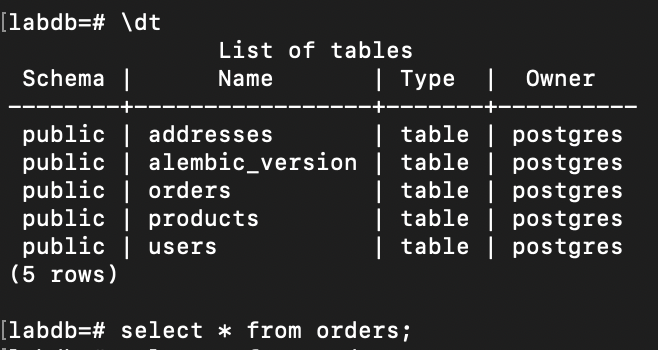 [labdb=# \dt
List of tables
Schema | Name | Type | Owner
--------+-----------------+-------+----------
public | addresses | table | postgres
public | alembic_version | table | postgres
public | orders | table | postgres
public | products | table | postgres
public | users | table | postgres
(5 rows)
[labdb=# select * from orders;